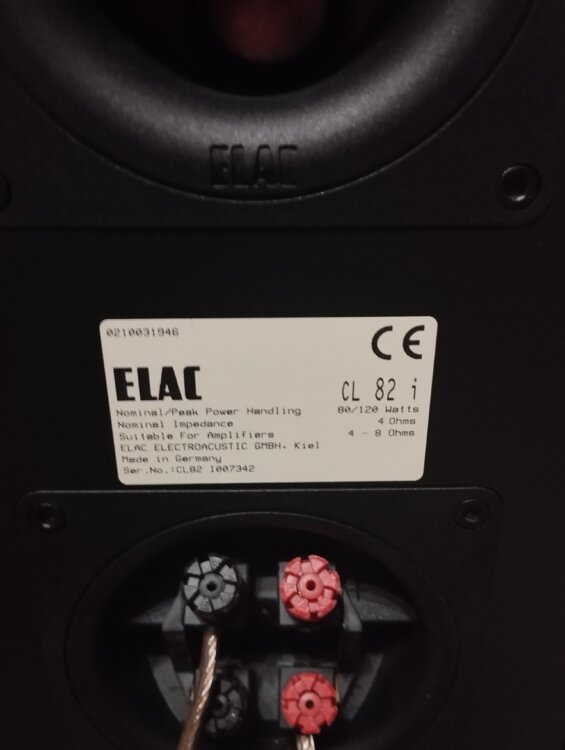 ELAC
0210031946
CE
ELAC
CL 82 i
Nominal/Peak Power Handling 80/120 Watts
Nominal Impedance 4 Ohms
Suitable For Amplifiers 4 - 8 Ohms
ELAC ELECTROACUSTIC GMBH, Kiel
Made in Germany
Ser.No.:CL82 1007342